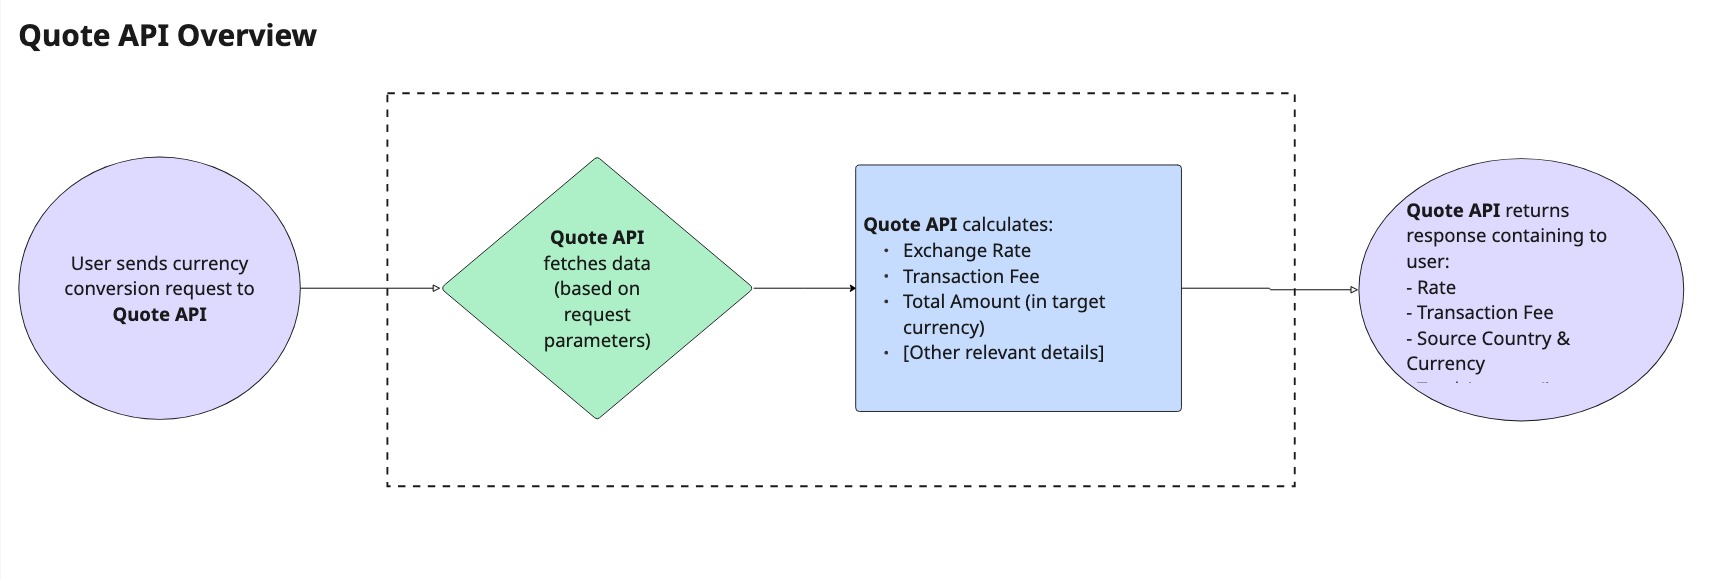 Quote API Overview
User sends currency
conversion request to
Quote API
Quote API
fetches data
(based on
request
parameters)
Quote API calculates:
· Exchange Rate
· Transaction Fee
· Total Amount (in target
currency)
· [Other relevant details]
Quote API returns
response containing to
user:
- Rate
- Transaction Fee
- Source Country &
Currency